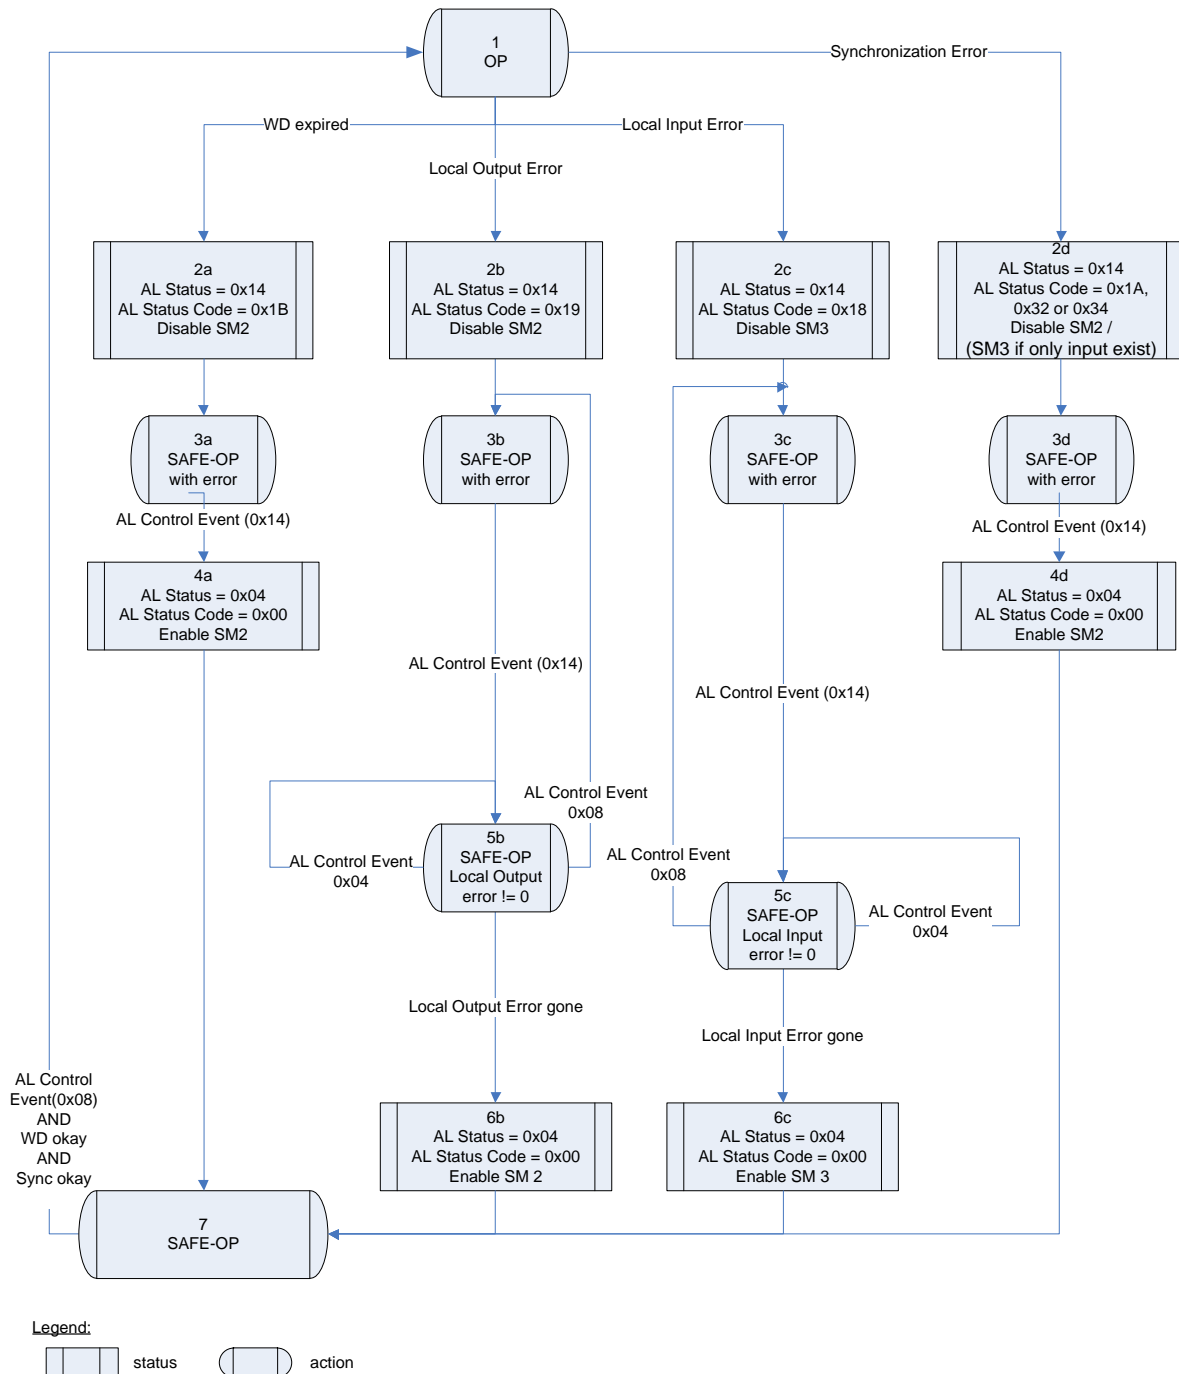 1
OP
Synchronization Error
WD expired
Local Input Error
Local Output Error
2a
AL Status = 0x14
AL Status Code = 0x1B
Disable SM2
2b
AL Status = 0x14
AL Status Code = 0x19
Disable SM2
2c
AL Status = 0x14
AL Status Code = 0x18
Disable SM3
2d
AL Status = 0x14
AL Status Code = 0x1A,
0x32 or 0x34
Disable SM2 /
(SM3 if only input exist)
3a
SAFE-OP
with error
3b
SAFE-OP
with error
3c
SAFE-OP
with error
3d
SAFE-OP
with error
AL Control Event (0x14)
AL Control Event (0x14)
4a
AL Status = 0x04
AL Status Code = 0x00
Enable SM2
4d
AL Status = 0x04
AL Status Code = 0x00
Enable SM2
AL Control Event (0x14)
AL Control Event (0x14)
AL Control Event
0x08
AL Control Event
0x04
5b
SAFE-OP
Local Output
error != 0
AL Control Event
0x08
5c
SAFE-OP
Local Input
error != 0
AL Control Event
0x04
Local Output Error gone
Local Input Error gone
AL Control
Event(0x08)
AND
WD okay
AND
Sync okay
6b
AL Status = 0x04
AL Status Code = 0x00
Enable SM 2
6c
AL Status = 0x04
AL Status Code = 0x00
Enable SM 3
7
SAFE-OP
Legend:
status
action